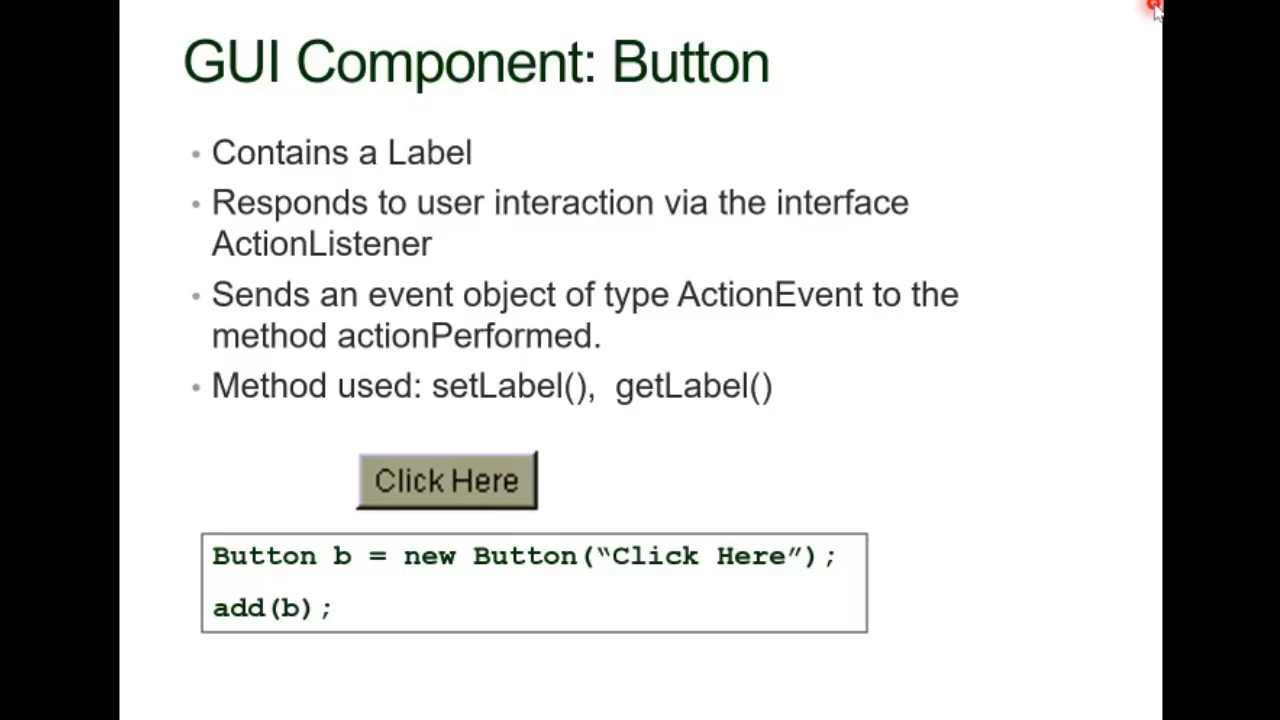 GUI Component: Button
• Contains a Label
• Responds to user interaction via the interface
ActionListener
• Sends an event object of type ActionEvent to the
method actionPerformed.
• Method used: setLabel(),  getLabel()
Click Here
Button b = new Button(“Click Here”);
add(b);